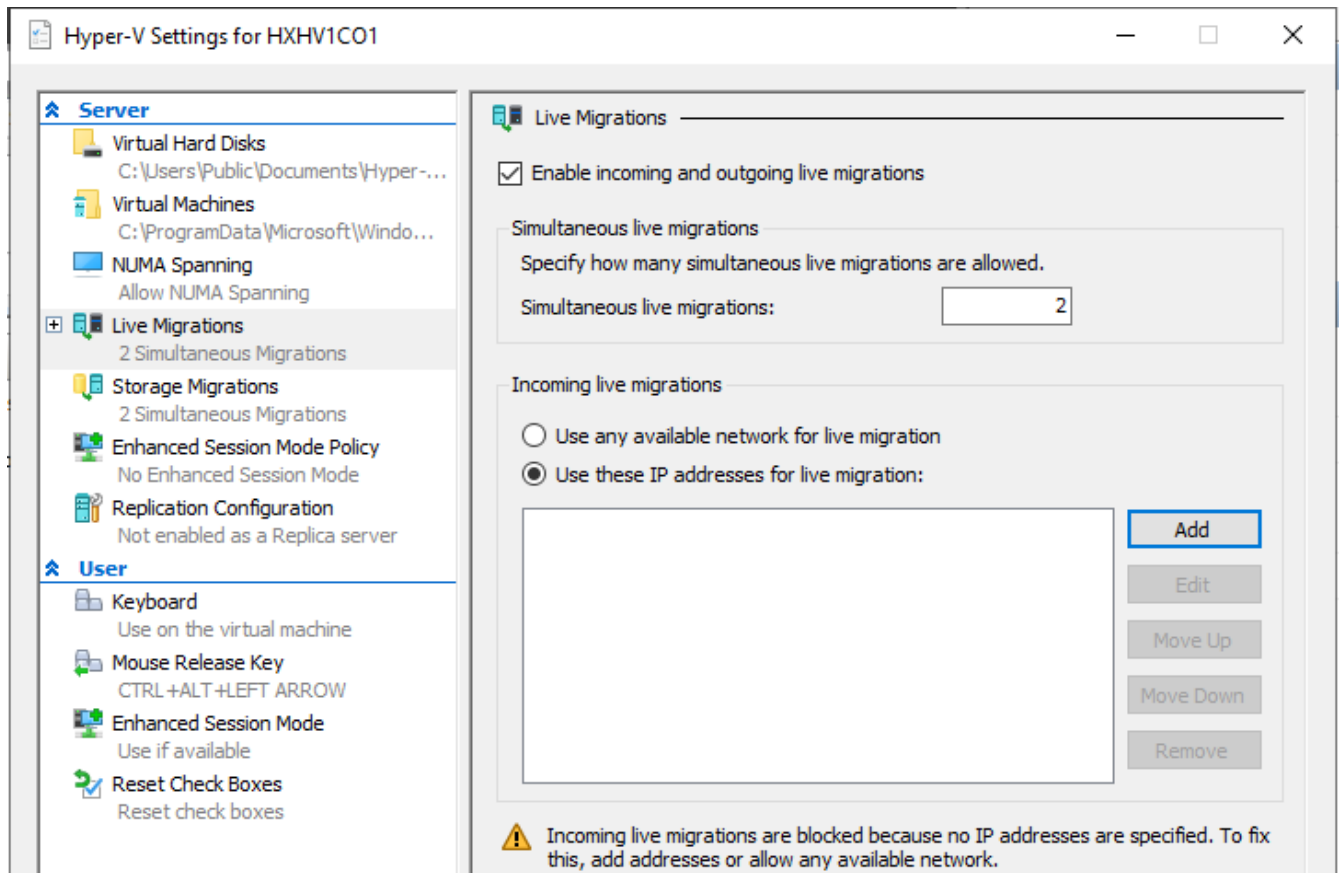 Hyper-V Settings for HXHV1CO1
Server
Virtual Hard Disks
C:\Users\Public\Documents\Hyper-...
Virtual Machines
C:\ProgramData\Microsoft\Windo...
NUMA Spanning
Allow NUMA Spanning
Live Migrations
2 Simultaneous Migrations
Storage Migrations
2 Simultaneous Migrations
Enhanced Session Mode Policy
No Enhanced Session Mode
Replication Configuration
Not enabled as a Replica server
User
Keyboard
Use on the virtual machine
Mouse Release Key
CTRL+ALT+LEFT ARROW
Enhanced Session Mode
Use if available
Reset Check Boxes
Reset check boxes
Live Migrations
Enable incoming and outgoing live migrations
Simultaneous live migrations
Specify how many simultaneous live migrations are allowed.
Simultaneous live migrations: 2
Incoming live migrations
Use any available network for live migration
Use these IP addresses for live migration:
Add
Edit
Move Up
Move Down
Remove
Incoming live migrations are blocked because no IP addresses are specified. To fix
this, add addresses or allow any available network.